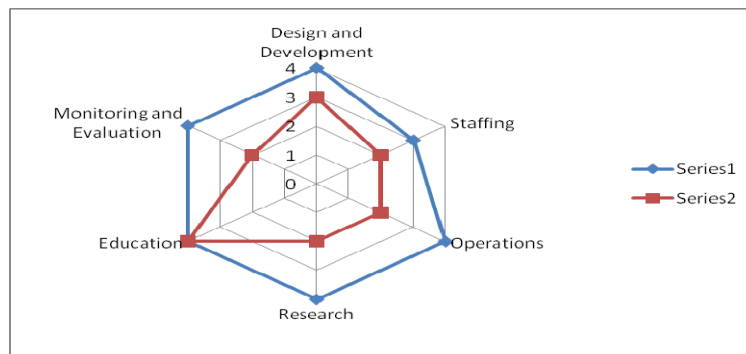 Design and
Development
4
3
2
1
0
Monitoring and
Evaluation
Staffing
Series1
Series2
Education
Operations
Research